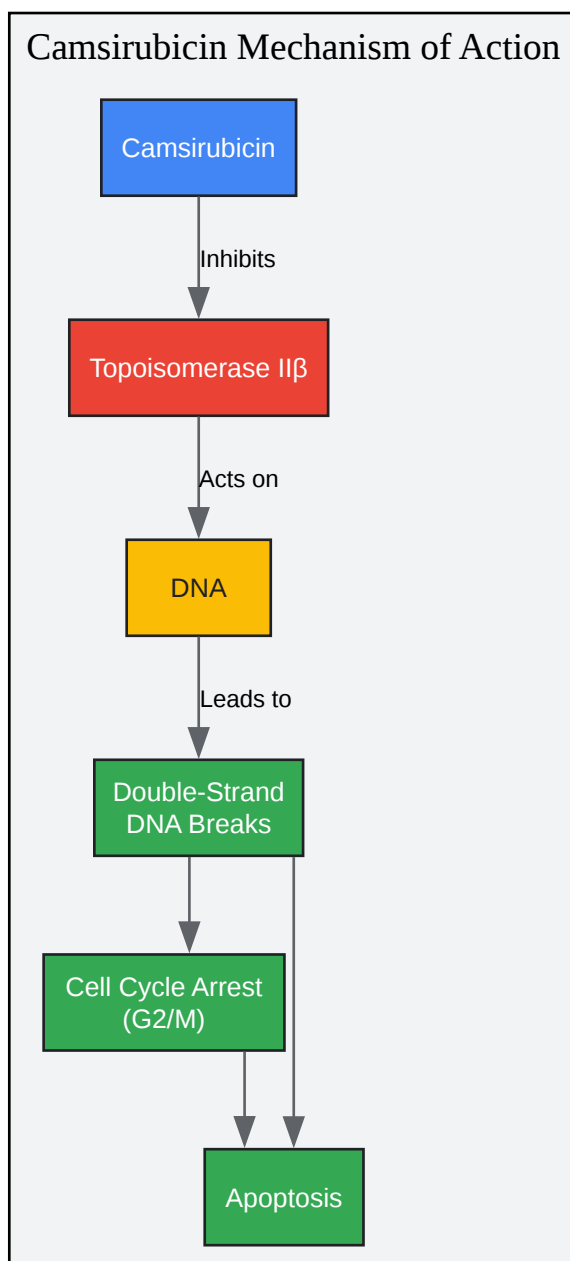 Camsirubicin Mechanism of Action
Camsirubicin
Inhibits
Topoisomerase IIβ
Acts on
DNA
Leads to
Double-Strand
DNA Breaks
Cell Cycle Arrest
(G2/M)
Apoptosis